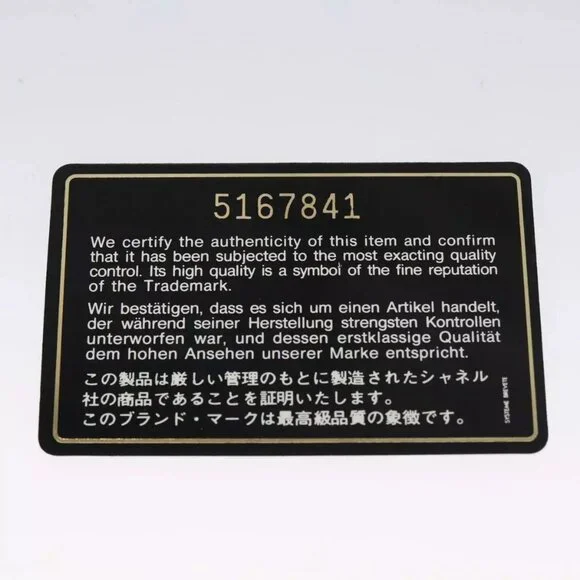 5167841
We certify the authenticity of this item and confirm
that it has been subjected to the most exacting quality
control. Its high quality is a symbol of the fine reputation
of the Trademark.
Wir bestätigen, dass es sich um einen Artikel handelt,
der während seiner Herstellung strengsten Kontrollen
unterworfen war, und dessen erstklassige Qualität
dem hohen Ansehen unserer Marke entspricht.
この製品は厳しい管理のもとに製造されたシャネル
社の商品であることを証明いたします。
このブランド・マークは最高級品質の象徴です。
SYSTEME BREVETE